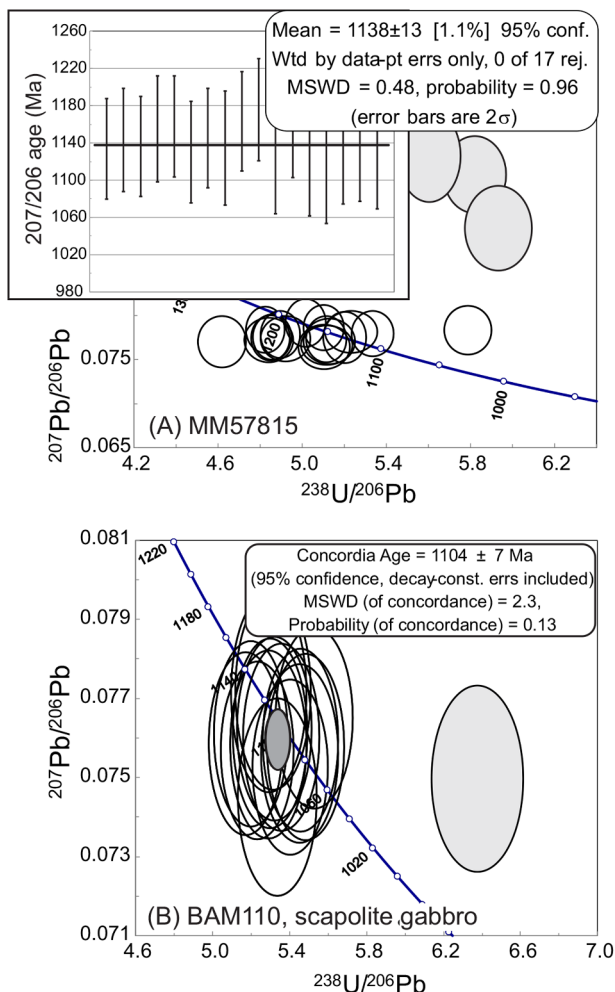 1260
1220
1180
1140
1100
1060
1020
980
207/206 age (Ma)
Mean = 1138±13 [1.1%] 95% conf.
Wtd by data-pt errs only, 0 of 17 rej.
MSWD = 0.48, probability = 0.96
(error bars are 2σ)
1200
1100
1000
0.075
0.065
207Pb/206Pb
(A) MM57815
4.2 4.6 5.0 5.4 5.8 6.2
238U/206Pb
0.081
0.079
0.077
0.075
0.073
0.071
207Pb/206Pb
Concordia Age = 1104 ± 7 Ma
(95% confidence, decay-const. errs included)
MSWD (of concordance) = 2.3,
Probability (of concordance) = 0.13
1220
1180
1140
1060
1020
(B) BAM110, scapolite gabbro
4.6 5.0 5.4 5.8 6.2 6.6 7.0
238U/206Pb